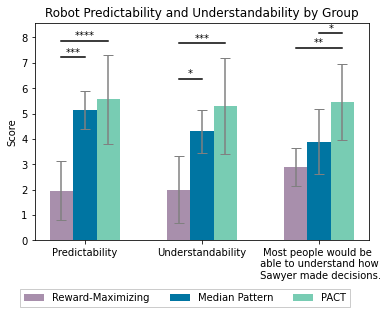 Robot Predictability and Understandability by Group
****
***
***
*
*
**
Score
8
7
6
5
4
3
2
1
0
Predictability
Understandability
Most people would be
able to understand how
Sawyer made decisions.
Reward-Maximizing
Median Pattern
PACT